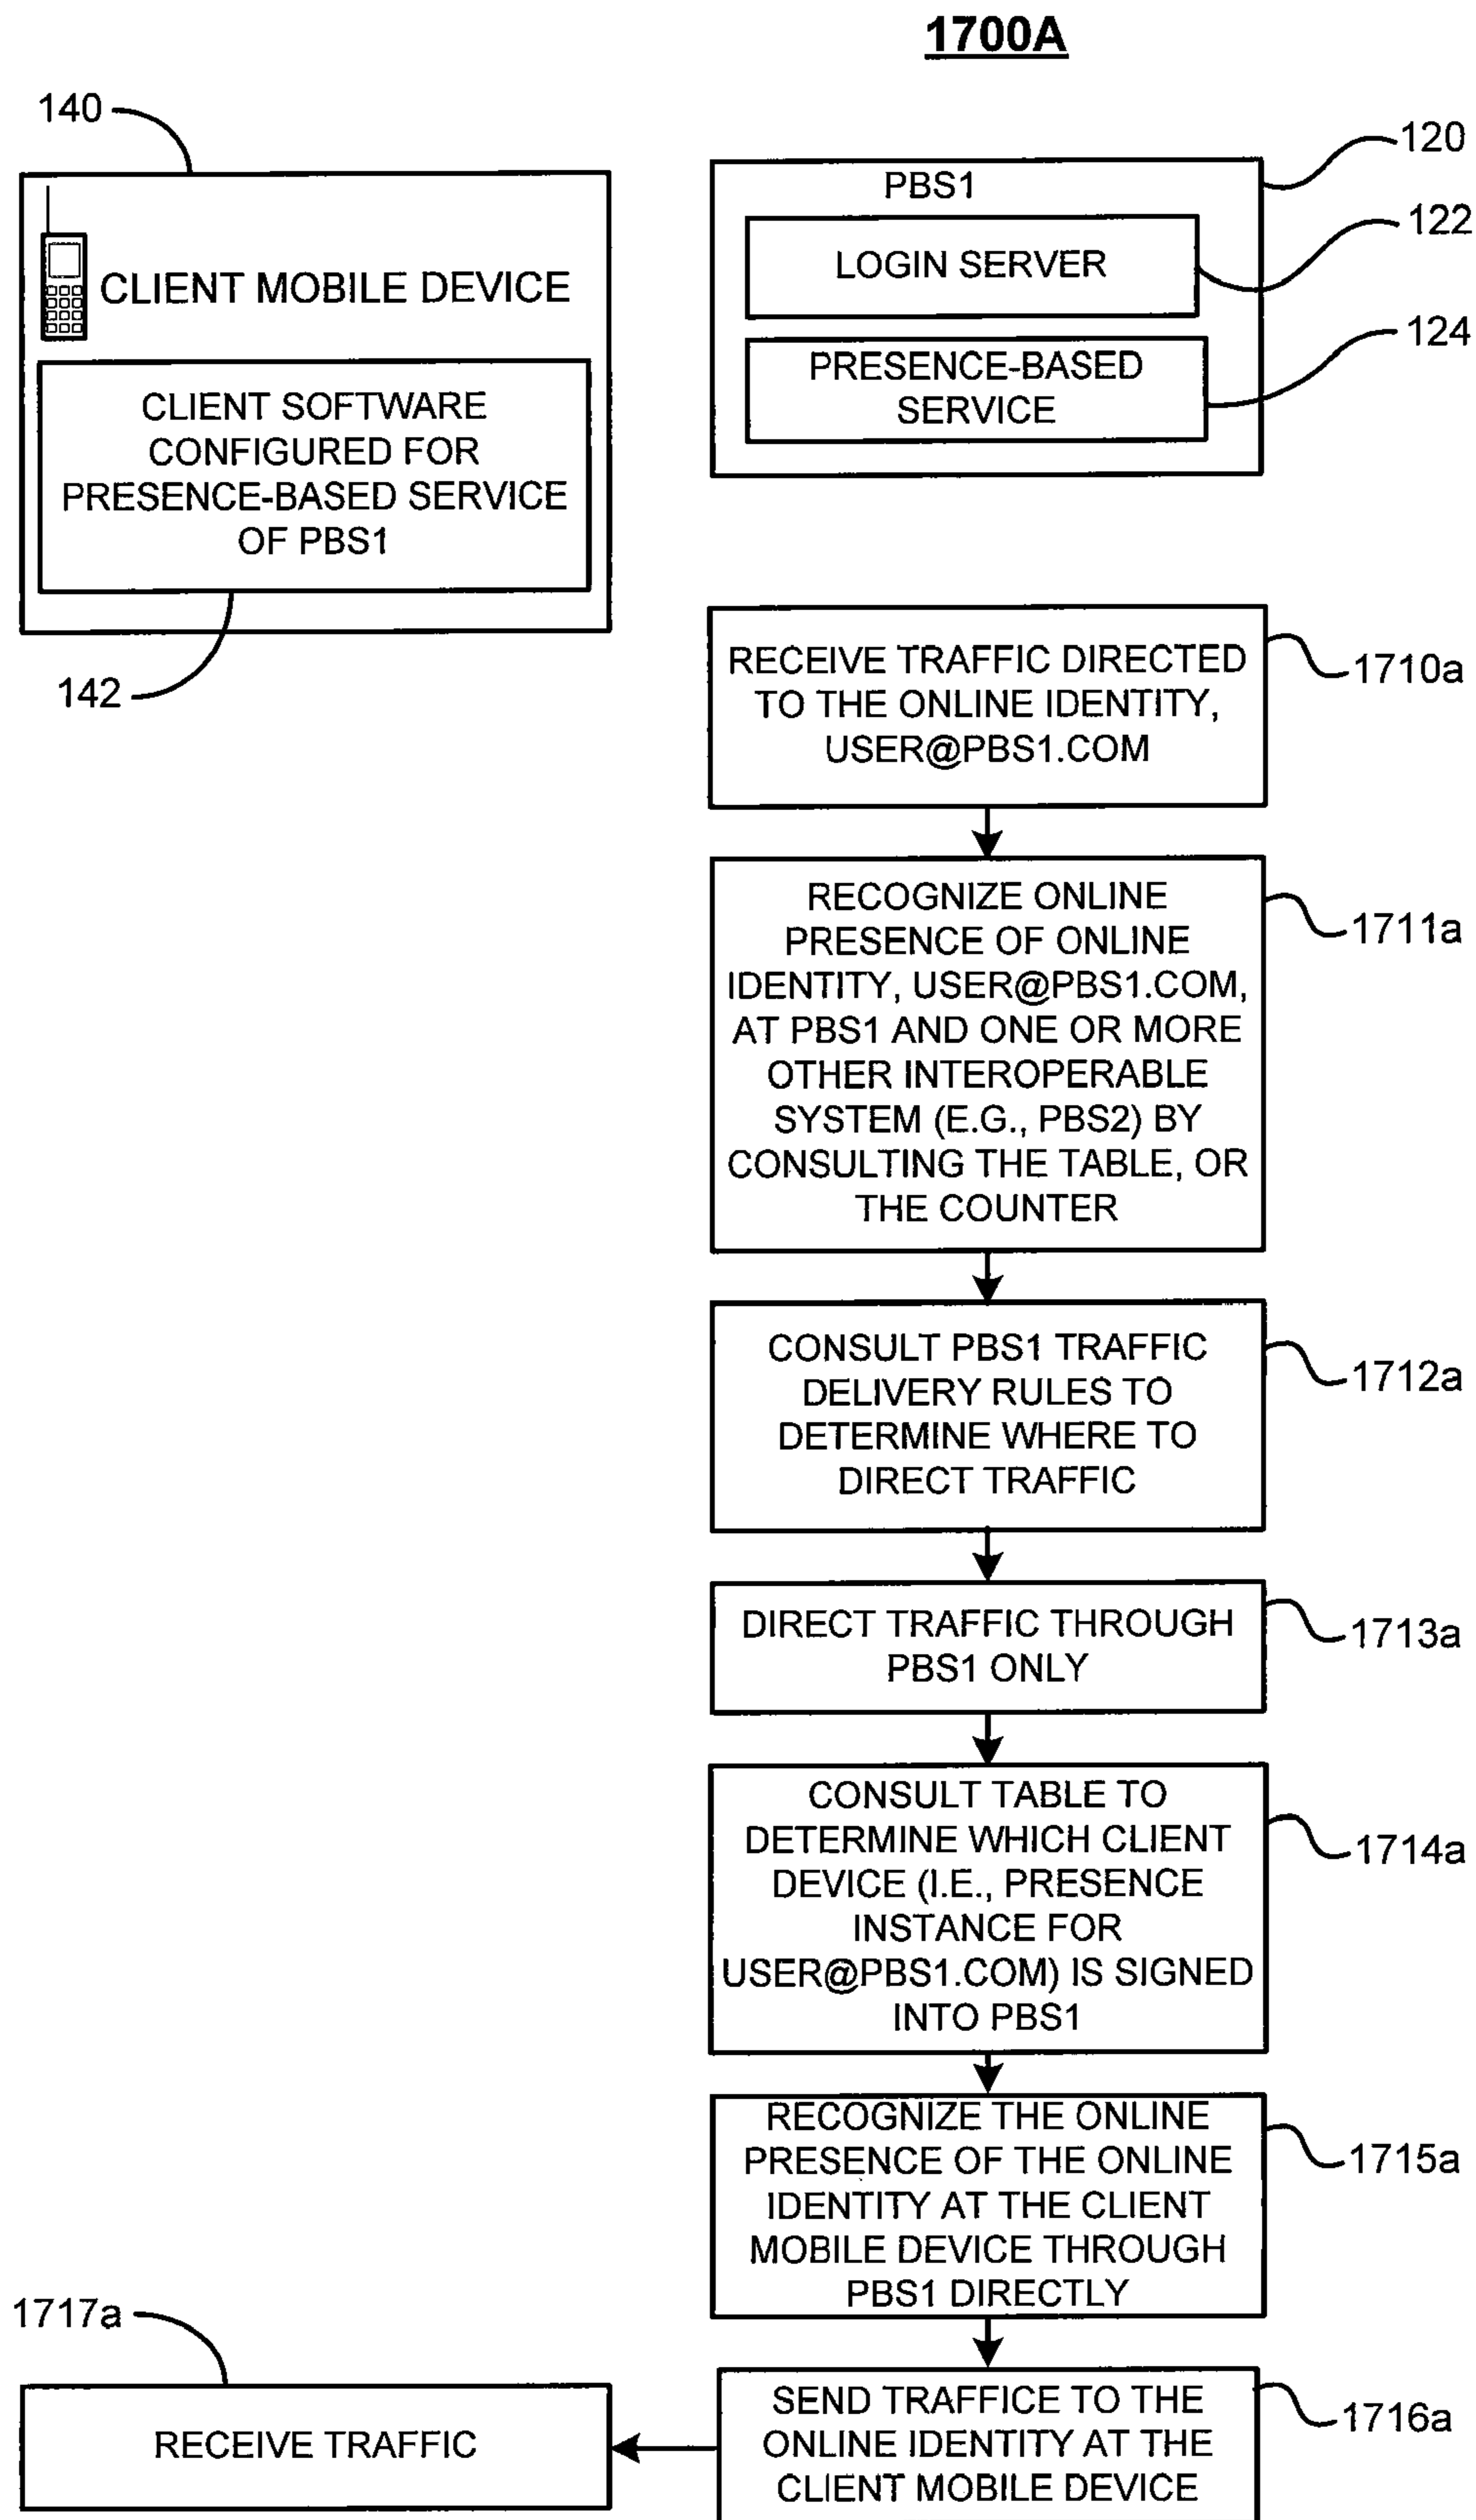 1700A
140
CLIENT MOBILE DEVICE
CLIENT SOFTWARE
CONFIGURED FOR
PRESENCE-BASED SERVICE
OF PBS1
142
120
PBS1
122
LOGIN SERVER
124
PRESENCE-BASED
SERVICE
RECEIVE TRAFFIC DIRECTED
TO THE ONLINE IDENTITY,
USER@PBS1.COM
1710a
RECOGNIZE ONLINE
PRESENCE OF ONLINE
IDENTITY, USER@PBS1.COM,
AT PBS1 AND ONE OR MORE
OTHER INTEROPERABLE
SYSTEM (E.G., PBS2) BY
CONSULTING THE TABLE, OR
THE COUNTER
1711a
CONSULT PBS1 TRAFFIC
DELIVERY RULES TO
DETERMINE WHERE TO
DIRECT TRAFFIC
1712a
DIRECT TRAFFIC THROUGH
PBS1 ONLY
1713a
CONSULT TABLE TO
DETERMINE WHICH CLIENT
DEVICE (I.E., PRESENCE
INSTANCE FOR
USER@PBS1.COM) IS SIGNED
INTO PBS1
1714a
RECOGNIZE THE ONLINE
PRESENCE OF THE ONLINE
IDENTITY AT THE CLIENT
MOBILE DEVICE THROUGH
PBS1 DIRECTLY
1715a
SEND TRAFFICE TO THE
ONLINE IDENTITY AT THE
CLIENT MOBILE DEVICE
1716a
1717a
RECEIVE TRAFFIC